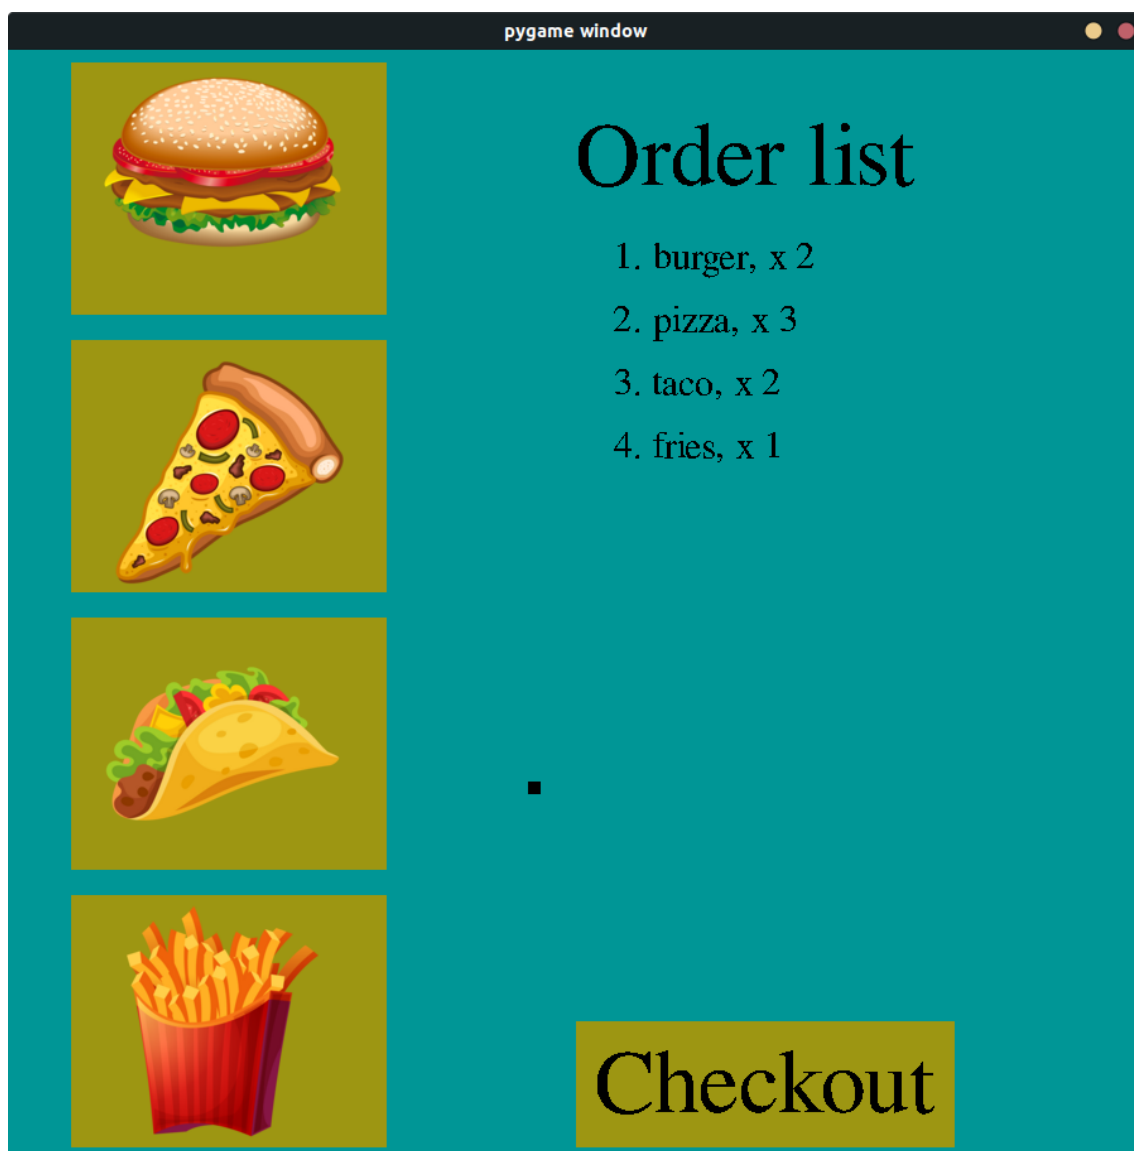 pygame window
Order list
1. burger, x 2
2. pizza, x 3
3. taco, x 2
4. fries, x 1
Checkout